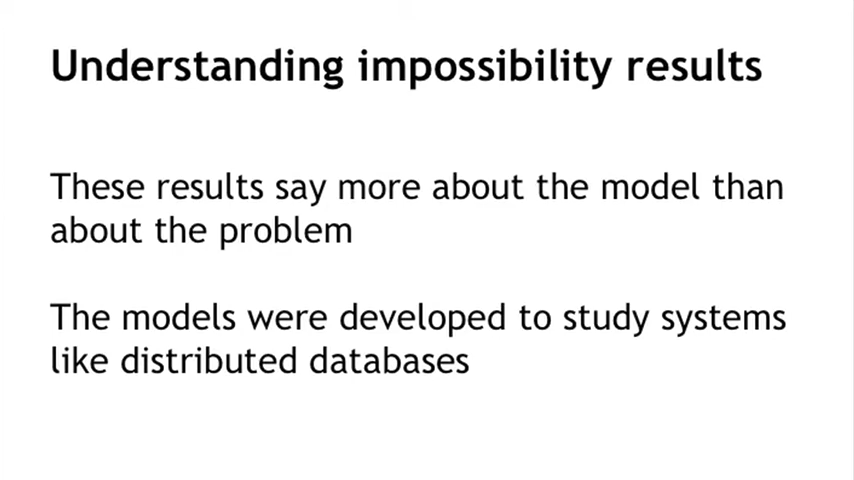 Understanding impossibility results
These results say more about the model than
about the problem
The models were developed to study systems
like distributed databases